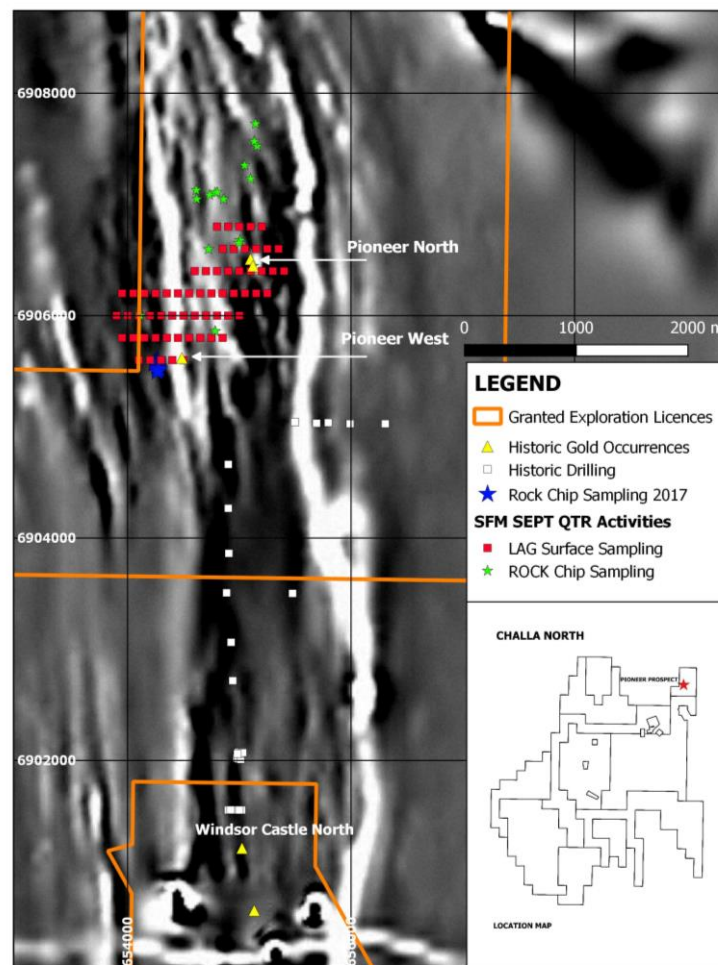 6908000
Pioneer North
6906000
Pioneer West
0 1000 2000 m
LEGEND
Granted Exploration Licences
Historic Gold Occurrences
Historic Drilling
Rock Chip Sampling 2017
SFM SEPT QTR Activities
LAG Surface Sampling
ROCK Chip Sampling
6904000
CHALLA NORTH
PIONEER PROSPECT
6902000
Windsor Castle North
654000
656000
LOCATION MAP